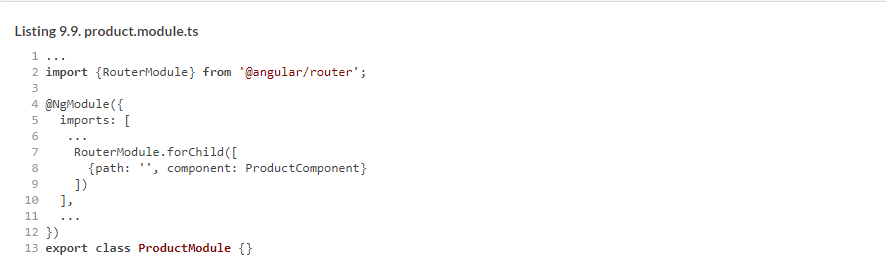 Listing 9.9. product.module.ts
1 ...
2 import {RouterModule} from '@angular/router';
3
4 @NgModule({
5   imports: [
6    ...
7     RouterModule.forChild([
8       {path: '', component: ProductComponent}
9     ])
10   ],
11   ...
12 })
13 export class ProductModule {}